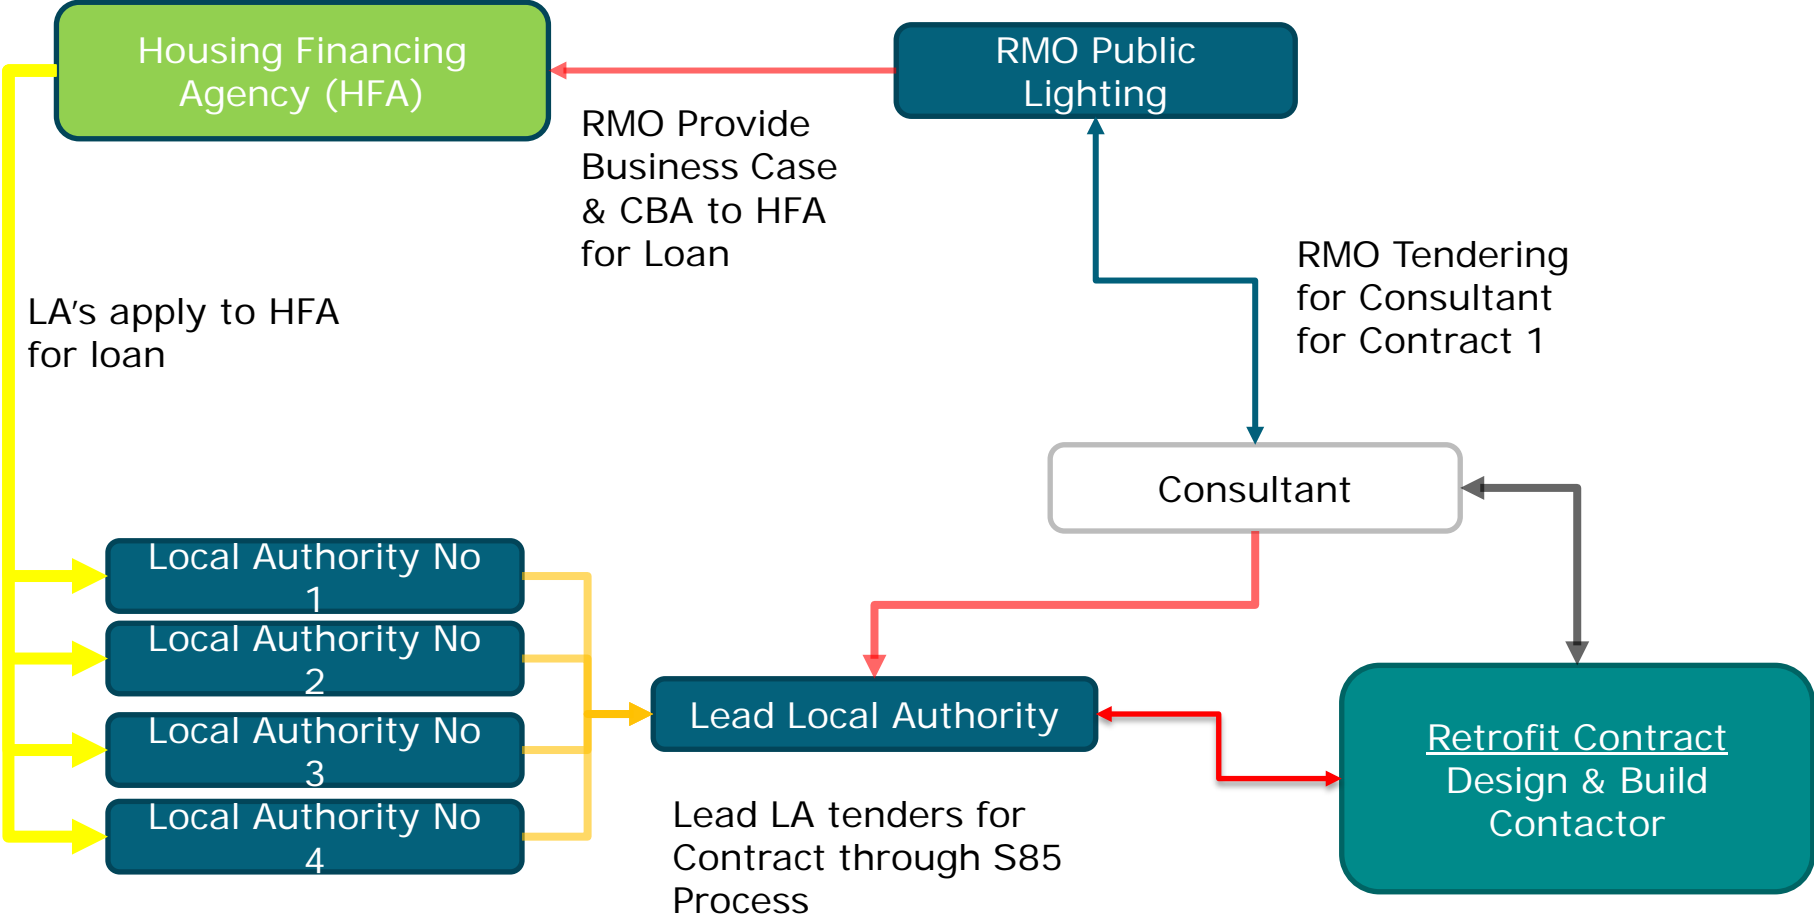 Housing Financing
Agency (HFA)
RMO Public
Lighting
RMO Provide
Business Case
& CBA to HFA
for Loan
RMO Tendering
for Consultant
for Contract 1
LA's apply to HFA
for loan
Consultant
Local Authority No
1
Local Authority No
2
Local Authority No
3
Local Authority No
4
Lead Local Authority
Lead LA tenders for
Contract through S85
Process
Retrofit Contract
Design & Build
Contactor